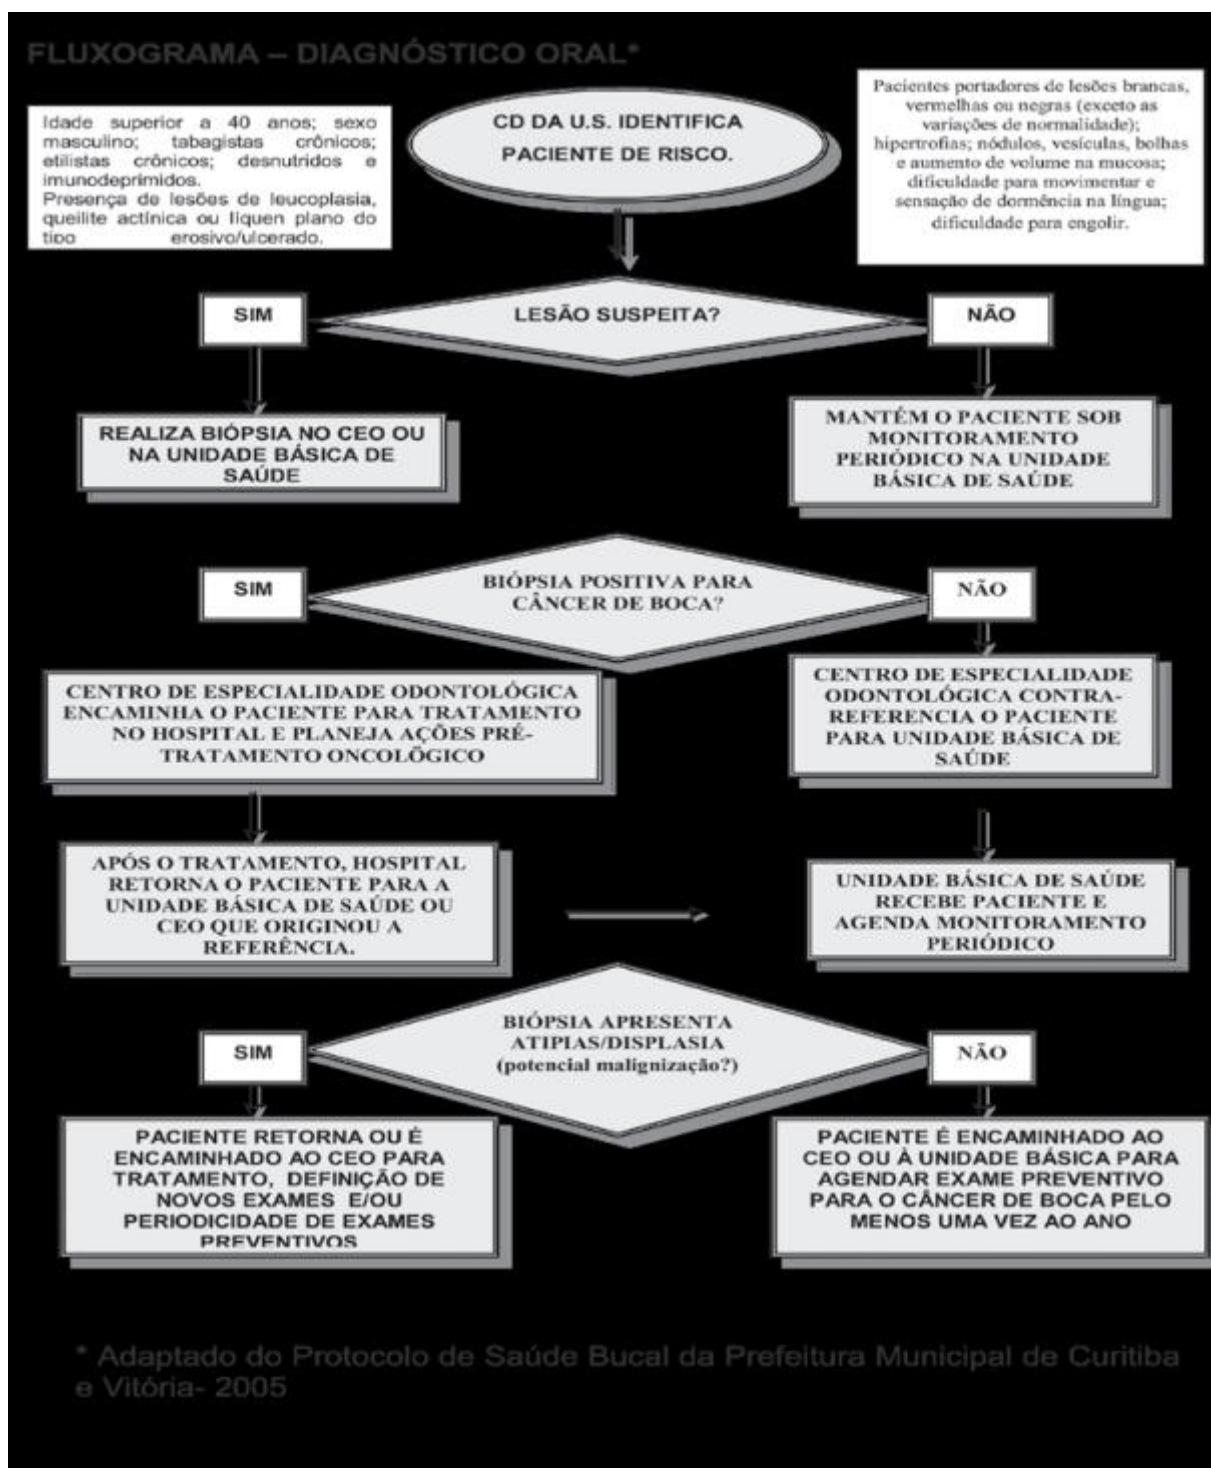 FLUXOGRAMA – DIAGNÓSTICO ORAL*
Idade superior a 40 anos; sexo
masculino; tabagistas crônicos;
etilistas crônicos; desnutridos e
imunodeprimidos.
Presença de lesões de leucoplasia,
queilite actínica ou líquen plano do
tipo erosivo/ulcerado.
CD DA U.S. IDENTIFICA
PACIENTE DE RISCO.
Pacientes portadores de lesões brancas,
vermelhas ou negras (exceto as
variações de normalidade);
hipertrofias; nódulos, vesículas, bolhas
e aumento de volume na mucosa;
dificuldade para movimentar e
sensação de dormência na língua;
dificuldade para engolir.
SIM
LESÃO SUSPEITA?
NÃO
REALIZA BIÓPSIA NO CEO OU
NA UNIDADE BÁSICA DE
SAÚDE
MANTÉM O PACIENTE SOB
MONITORAMENTO
PERIÓDICO NA UNIDADE
BÁSICA DE SAÚDE
SIM
BIÓPSIA POSITIVA PARA
CÂNCER DE BOCA?
NÃO
CENTRO DE ESPECIALIDADE ODONTOLÓGICA
ENCAMINHA O PACIENTE PARA TRATAMENTO
NO HOSPITAL E PLANEJA AÇÕES PRÉ-
TRATAMENTO ONCOLÓGICO
CENTRO DE ESPECIALIDADE
ODONTOLÓGICA CONTRA-
REFERENCIA O PACIENTE
PARA UNIDADE BÁSICA DE
SAÚDE
APÓS O TRATAMENTO, HOSPITAL
RETORNA O PACIENTE PARA A
UNIDADE BÁSICA DE SAÚDE OU
CEO QUE ORIGINOU A
REFERÊNCIA.
UNIDADE BÁSICA DE SAÚDE
RECEBE PACIENTE E
AGENDA MONITORAMENTO
PERIÓDICO
SIM
BIÓPSIA APRESENTA
ATIPIAS/DISPLASIA
(potencial malignização?)
NÃO
PACIENTE RETORNA OU É
ENCAMINHADO AO CEO PARA
TRATAMENTO, DEFINIÇÃO DE
NOVOS EXAMES E/OU
PERIODICIDADE DE EXAMES
PREVENTIVOS
PACIENTE É ENCAMINHADO AO
CEO OU À UNIDADE BÁSICA PARA
AGENDAR EXAME PREVENTIVO
PARA O CÂNCER DE BOCA PELO
MENOS UMA VEZ AO ANO
* Adaptado do Protocolo de Saúde Bucal da Prefeitura Municipal de Curitiba
e Vitória- 2005